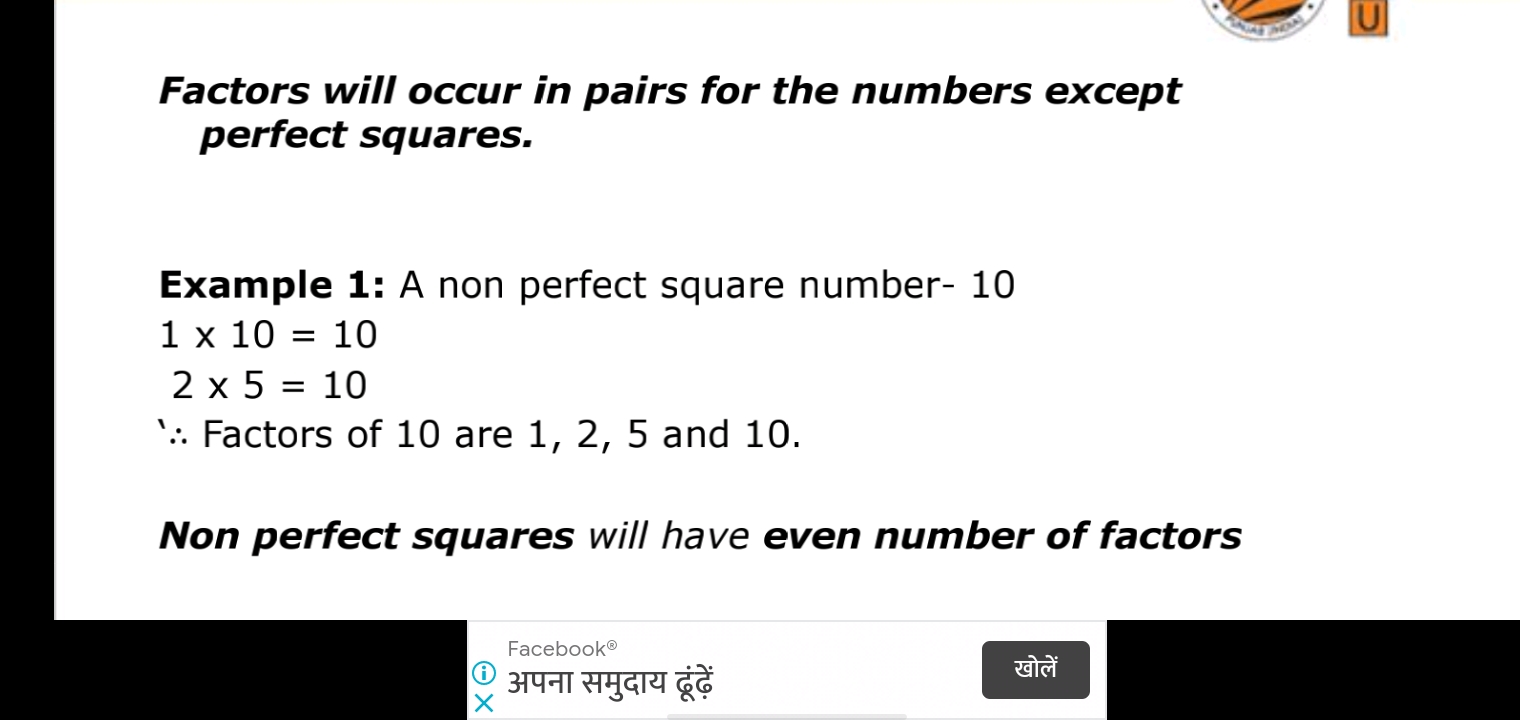 PUNJAB (INDIA)
U
Factors will occur in pairs for the numbers except
perfect squares.
Example 1: A non perfect square number- 10
1 x 10 = 10
2 x 5 = 10
‵∴ Factors of 10 are 1, 2, 5 and 10.
Non perfect squares will have even number of factors
Facebook®
अपना समुदाय ढूंढ़ें
खोलें